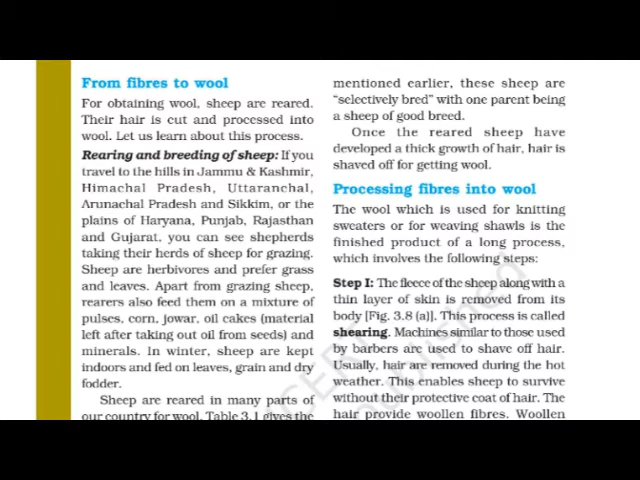 From fibres to wool
For obtaining wool, sheep are reared.
Their hair is cut and processed into
wool. Let us learn about this process.
Rearing and breeding of sheep: If you
travel to the hills in Jammu & Kashmir,
Himachal Pradesh, Uttaranchal,
Arunachal Pradesh and Sikkim, or the
plains of Haryana, Punjab, Rajasthan
and Gujarat, you can see shepherds
taking their herds of sheep for grazing.
Sheep are herbivores and prefer grass
and leaves. Apart from grazing sheep,
rearers also feed them on a mixture of
pulses, corn, jowar, oil cakes (material
left after taking out oil from seeds) and
minerals. In winter, sheep are kept
indoors and fed on leaves, grain and dry
fodder.
Sheep are reared in many parts of
our country for wool. Table 3.1 gives the
mentioned earlier, these sheep are
“selectively bred” with one parent being
a sheep of good breed.
Once the reared sheep have
developed a thick growth of hair, hair is
shaved off for getting wool.
Processing fibres into wool
The wool which is used for knitting
sweaters or for weaving shawls is the
finished product of a long process,
which involves the following steps:
Step I: The fleece of the sheep along with a
thin layer of skin is removed from its
body [Fig. 3.8 (a)]. This process is called
shearing. Machines similar to those used
by barbers are used to shave off hair.
Usually, hair are removed during the hot
weather. This enables sheep to survive
without their protective coat of hair. The
hair provide woollen fibres. Woollen